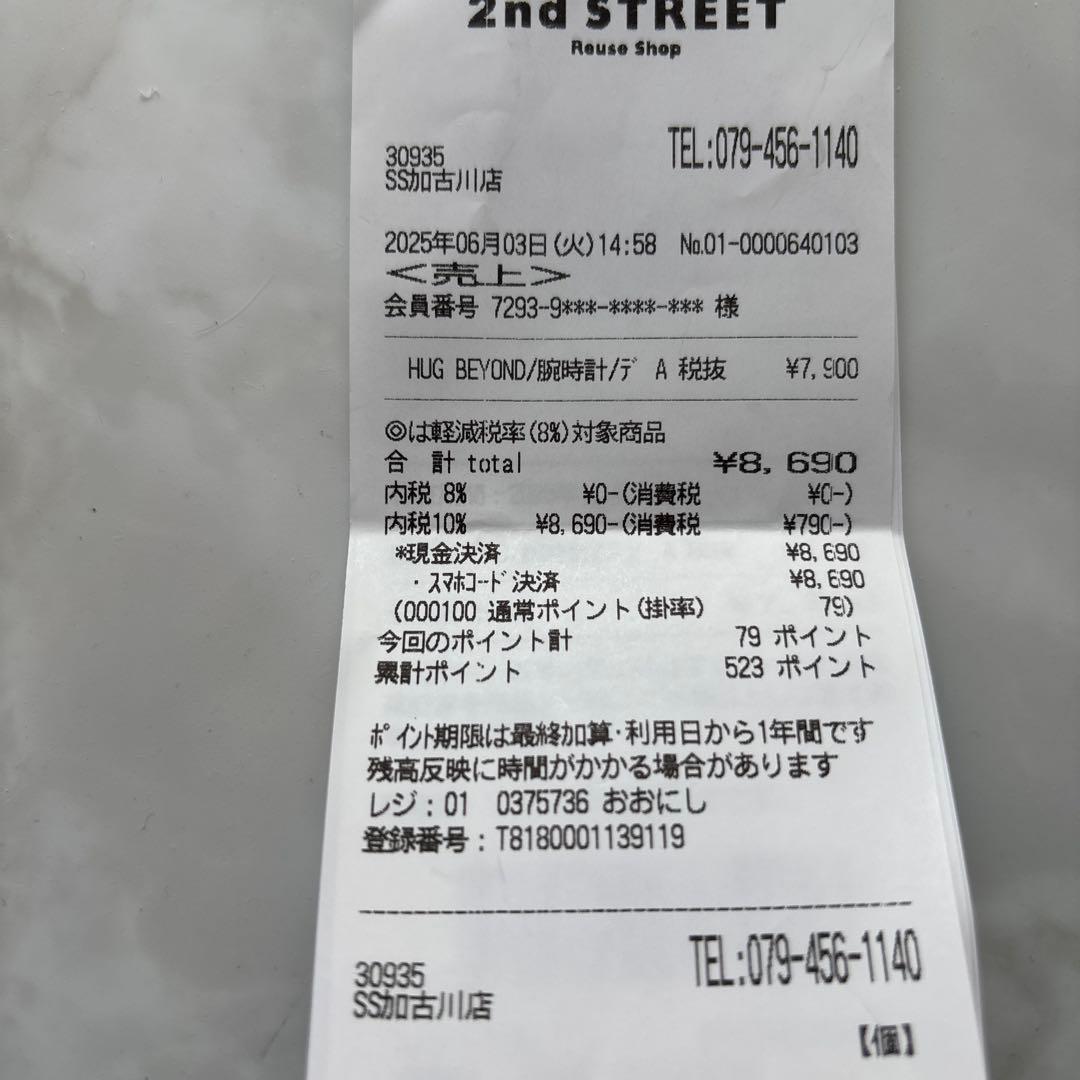 2nd STREET
Reuse Shop
TEL:079-456-1140
30935
SS加古川店
2025年06月03日(火)14:58 №01-0000640103
<売上>
会員番号 7293-9***-****-*** 様
HUG BEYOND/腕時計/ﾃﾞ A 税抜 ¥7,900
◎は軽減税率(8%)対象商品
合 計 total ¥8,690
内税 8% ¥0-(消費税 ¥0-)
内税10% ¥8,690-(消費税 ¥790-)
*現金決済 ¥8,690
・ｽﾏﾎｺｰﾄﾞ決済 ¥8,690
(000100 通常ポイント(掛率) 79)
今回のポイント計 79 ポイント
累計ポイント 523 ポイント
ﾎﾟｲﾝﾄ期限は最終加算・利用日から1年間です
残高反映に時間がかかる場合があります
レジ:01 0375736 おおにし
登録番号:T8180001139119
TEL:079-456-1140
30935
SS加古川店
【個】